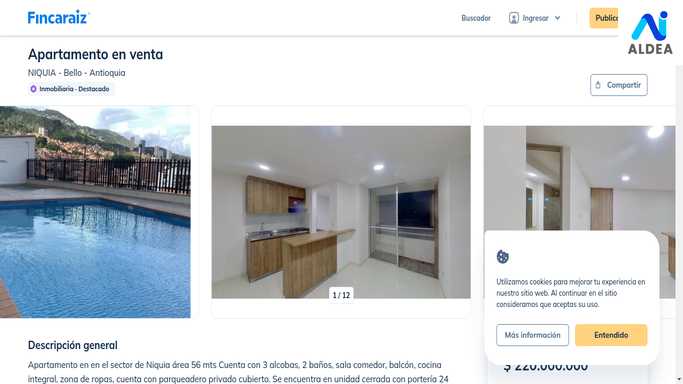 Fincaraiz
Buscador
Ingresar
Public
AI
ALDEA
Apartamento en venta
NIQUIA - Bello - Antioquia
Inmobiliaria - Destacado
Compartir
1 / 12
Utilizamos cookies para mejorar tu experiencia en
nuestro sitio web. Al continuar en el sitio
consideramos que aceptas su uso.
Más información
Entendido
$ 220.000.000
Descripción general
Apartamento en en el sector de Niquia área 56 mts Cuenta con 3 alcobas, 2 baños, sala comedor, balcón, cocina
integral, zona de ropas, cuenta con parqueadero privado cubierto. Se encuentra en unidad cerrada con portería 24